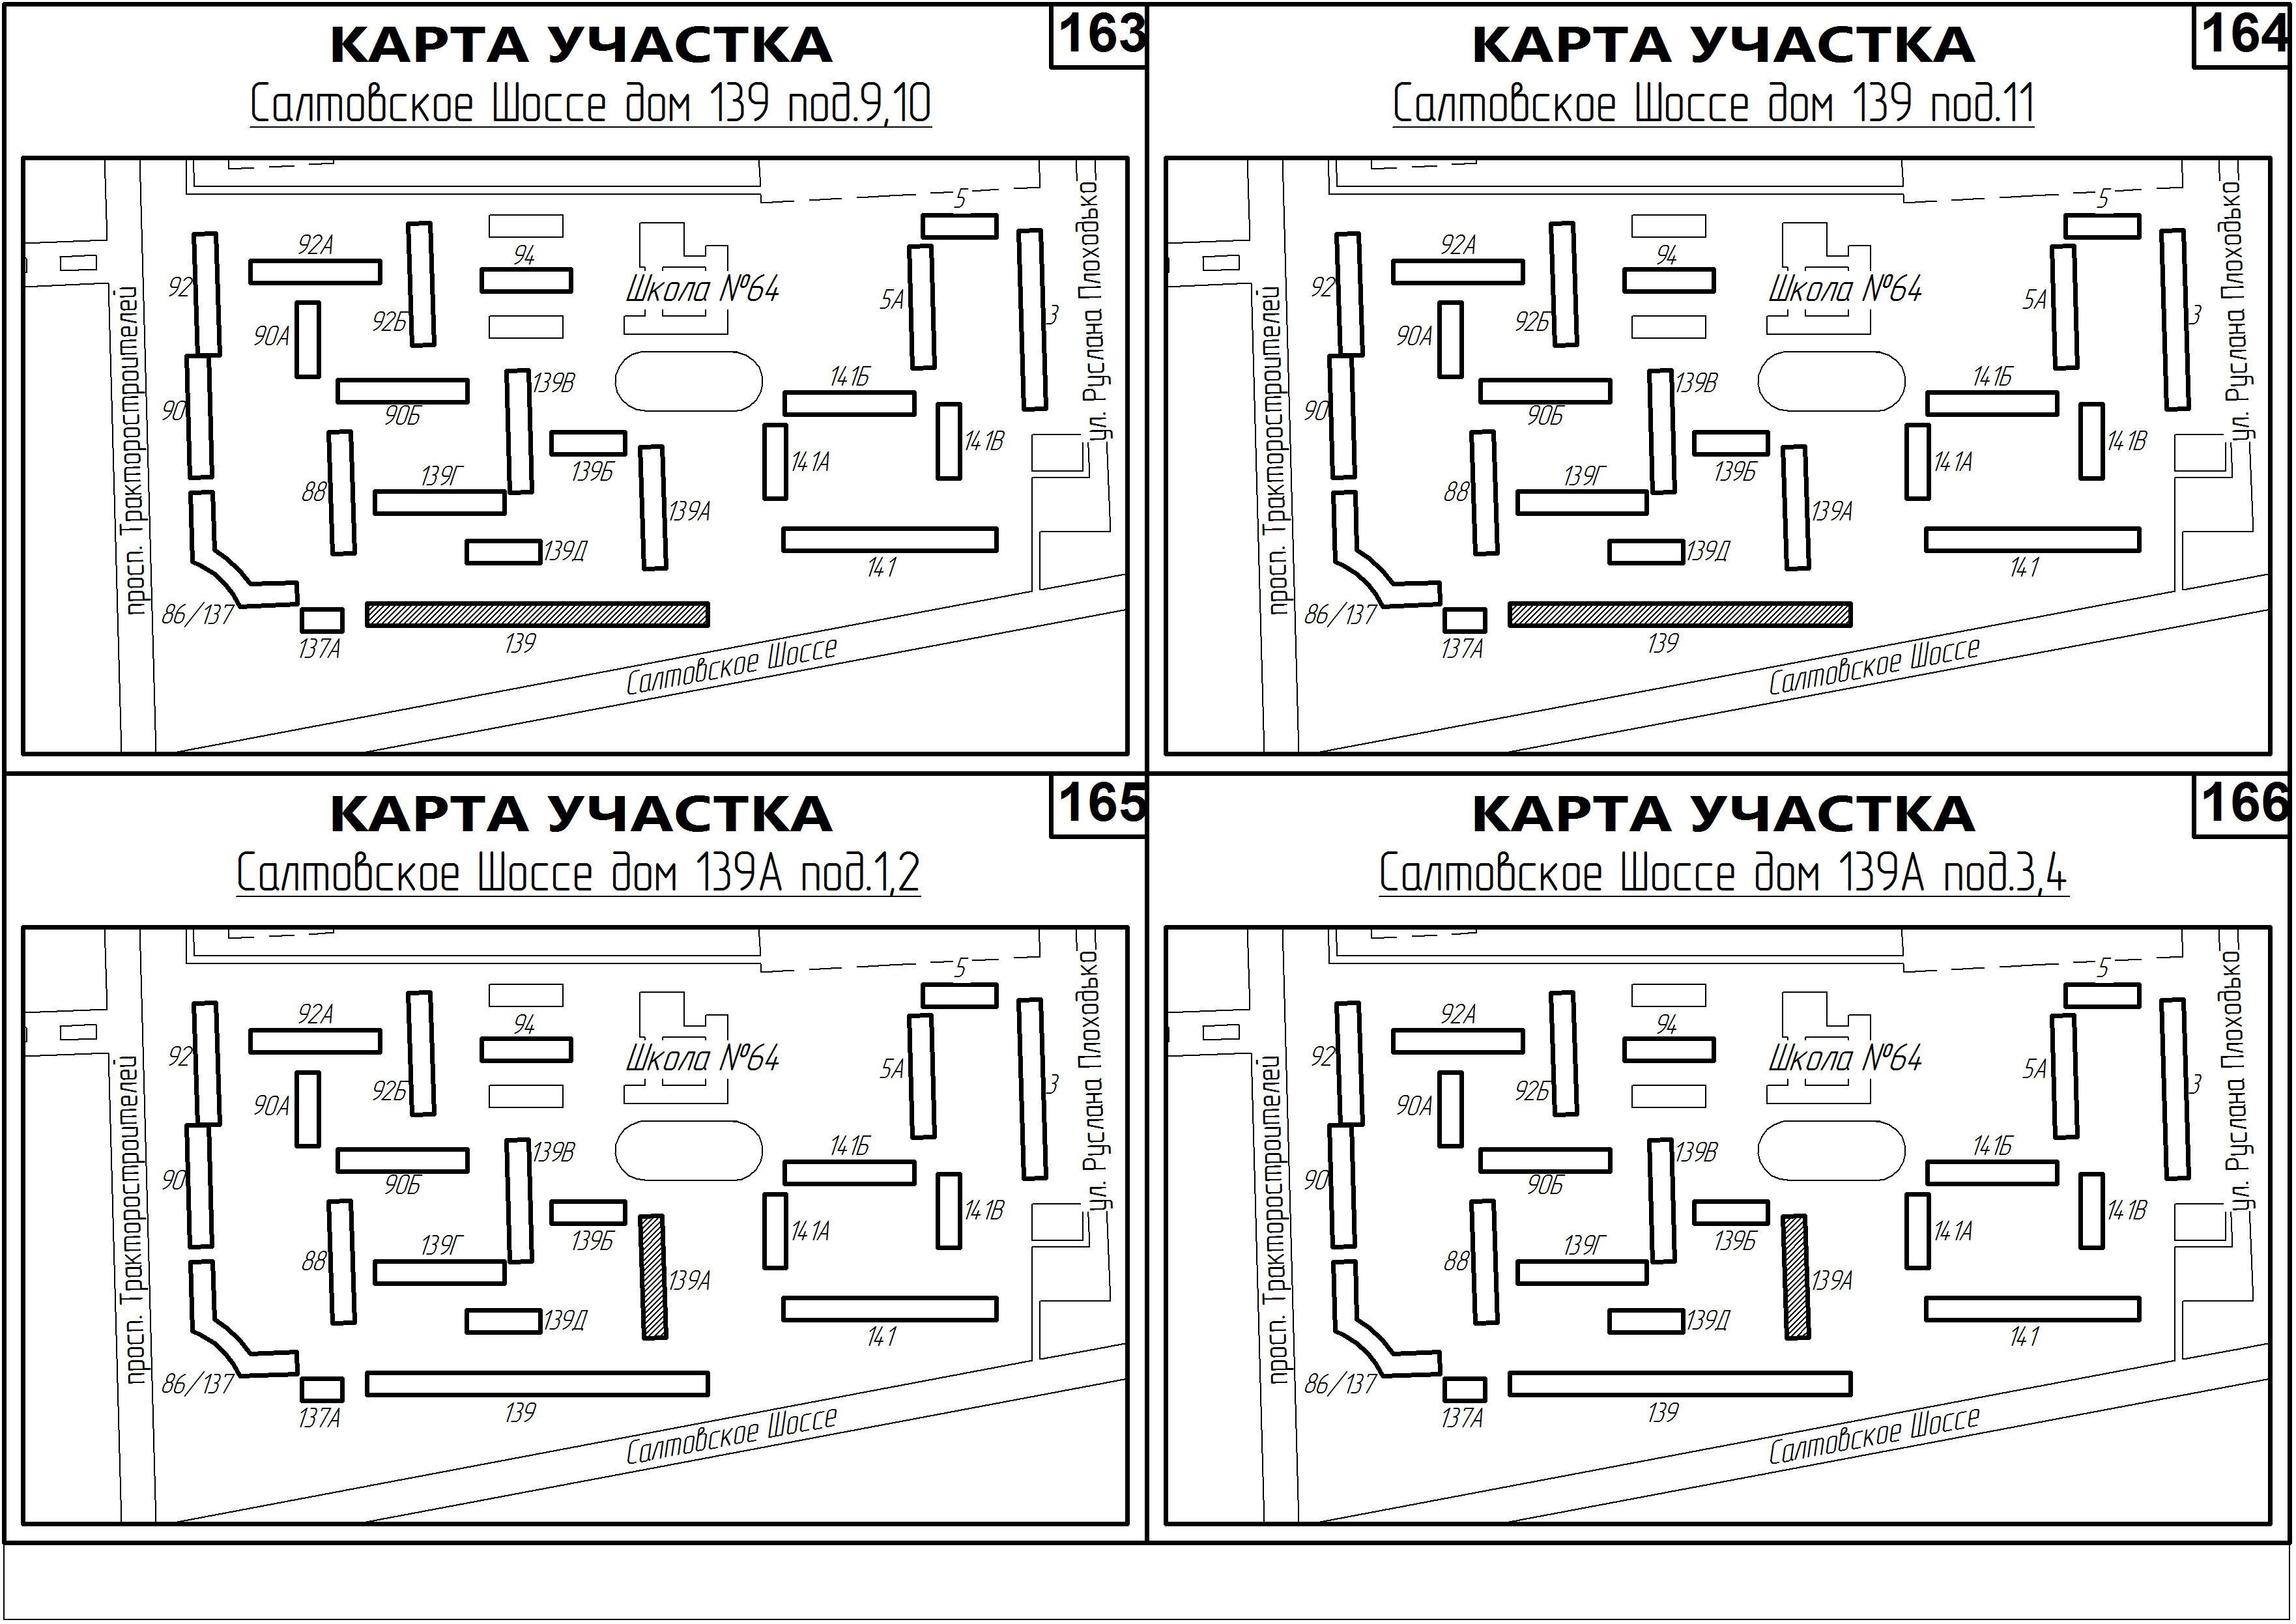 163
КАРТА УЧАСТКА
Салтовское Шоссе дом 139 под.9,10
5
92А
94
92
Школа №64
5А
3
92Б
90А
ул. Руслана Плоходько
просп. Тракторостроителей
139В
141Б
90
90Б
141В
139Б
141А
139Г
88
139А
139Д
141
86/137
137А
139
Салтовское Шоссе
164
КАРТА УЧАСТКА
Салтовское Шоссе дом 139 под.11
5
92А
94
92
Школа №64
5А
3
92Б
90А
ул. Руслана Плоходько
просп. Тракторостроителей
139В
141Б
90
90Б
141В
139Б
141А
139Г
88
139А
139Д
141
86/137
137А
139
Салтовское Шоссе
165
КАРТА УЧАСТКА
Салтовское Шоссе дом 139А под.1,2
5
92А
94
92
Школа №64
5А
3
92Б
90А
ул. Руслана Плоходько
просп. Тракторостроителей
139В
141Б
90
90Б
141В
139Б
141А
139Г
88
139А
139Д
141
86/137
137А
139
Салтовское Шоссе
166
КАРТА УЧАСТКА
Салтовское Шоссе дом 139А под.3,4
5
92А
94
92
Школа №64
5А
3
92Б
90А
ул. Руслана Плоходько
просп. Тракторостроителей
139В
141Б
90
90Б
141В
139Б
141А
139Г
88
139А
139Д
141
86/137
137А
139
Салтовское Шоссе